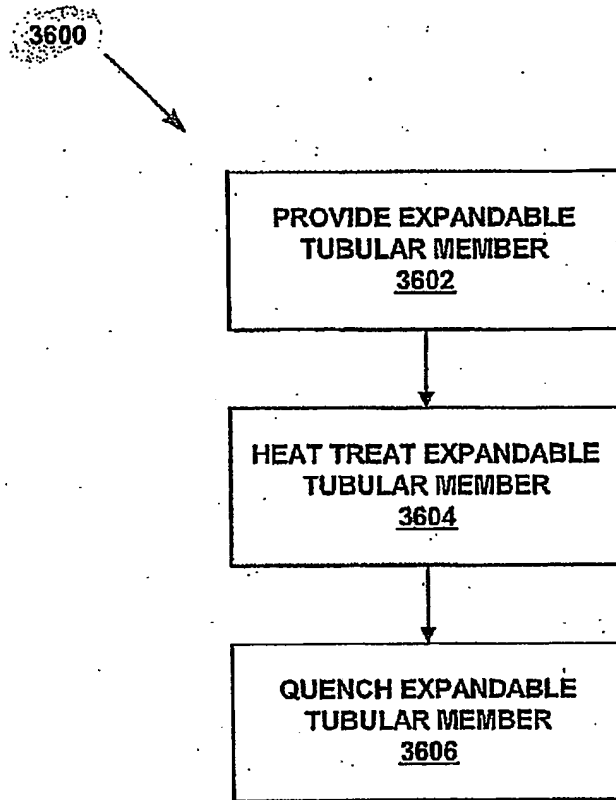 3600
PROVIDE EXPANDABLE
TUBULAR MEMBER
3602
HEAT TREAT EXPANDABLE
TUBULAR MEMBER
3604
QUENCH EXPANDABLE
TUBULAR MEMBER
3606